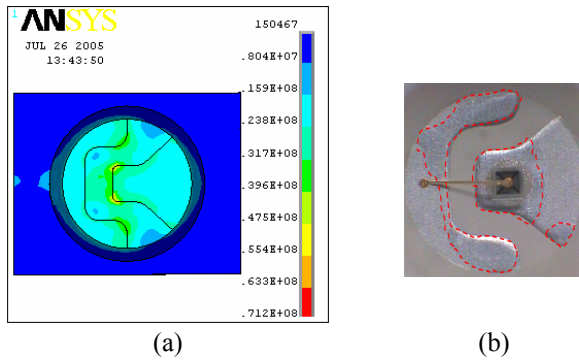 1
ANSYS
JUL 26 2005
13:43:50
150467
.804E+07
.159E+08
.238E+08
.317E+08
.396E+08
.475E+08
.554E+08
.633E+08
.712E+08
(a)
(b)